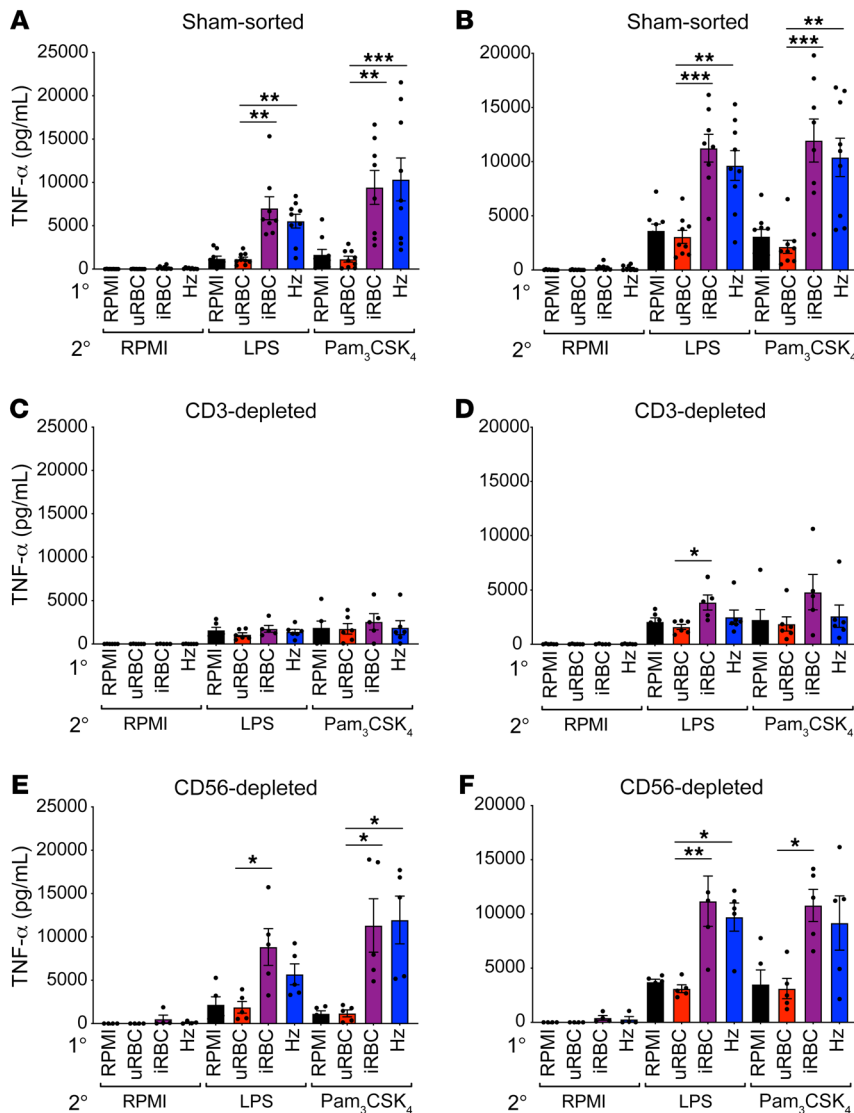 A
Sham-sorted
TNF-α (pg/mL)
25000
20000
15000
10000
5000
0
** ** ** ***
1° RPMI uRBC iRBC Hz RPMI uRBC iRBC Hz RPMI uRBC iRBC Hz
2° RPMI LPS Pam₃CSK₄
B
Sham-sorted
20000
15000
10000
5000
0
*** ** *** **
1° RPMI uRBC iRBC Hz RPMI uRBC iRBC Hz RPMI uRBC iRBC Hz
2° RPMI LPS Pam₃CSK₄
C
CD3-depleted
TNF-α (pg/mL)
25000
20000
15000
10000
5000
0
1° RPMI uRBC iRBC Hz RPMI uRBC iRBC Hz RPMI uRBC iRBC Hz
2° RPMI LPS Pam₃CSK₄
D
CD3-depleted
20000
15000
10000
5000
0
*
1° RPMI uRBC iRBC Hz RPMI uRBC iRBC Hz RPMI uRBC iRBC Hz
2° RPMI LPS Pam₃CSK₄
E
CD56-depleted
TNF-α (pg/mL)
25000
20000
15000
10000
5000
0
* * *
1° RPMI uRBC iRBC Hz RPMI uRBC iRBC Hz RPMI uRBC iRBC Hz
2° RPMI LPS Pam₃CSK₄
F
CD56-depleted
20000
15000
10000
5000
0
** * *
1° RPMI uRBC iRBC Hz RPMI uRBC iRBC Hz RPMI uRBC iRBC Hz
2° RPMI LPS Pam₃CSK₄